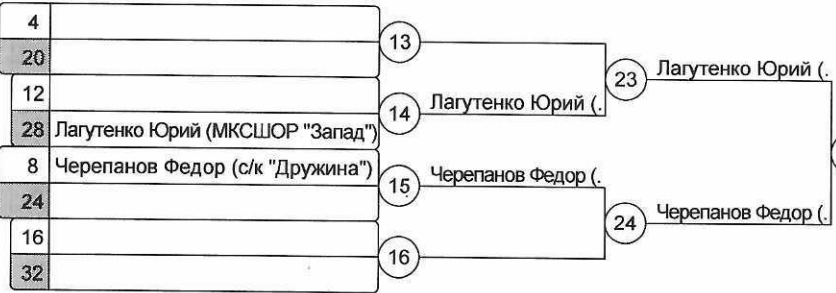 4
20
13
12
28 Лагутенко Юрий (МКСШОР "Запад")
14 Лагутенко Юрий (.
23 Лагутенко Юрий (.
8 Черепанов Федор (с/к "Дружина")
24
15 Черепанов Федор (.
16
32
16
24 Черепанов Федор (.